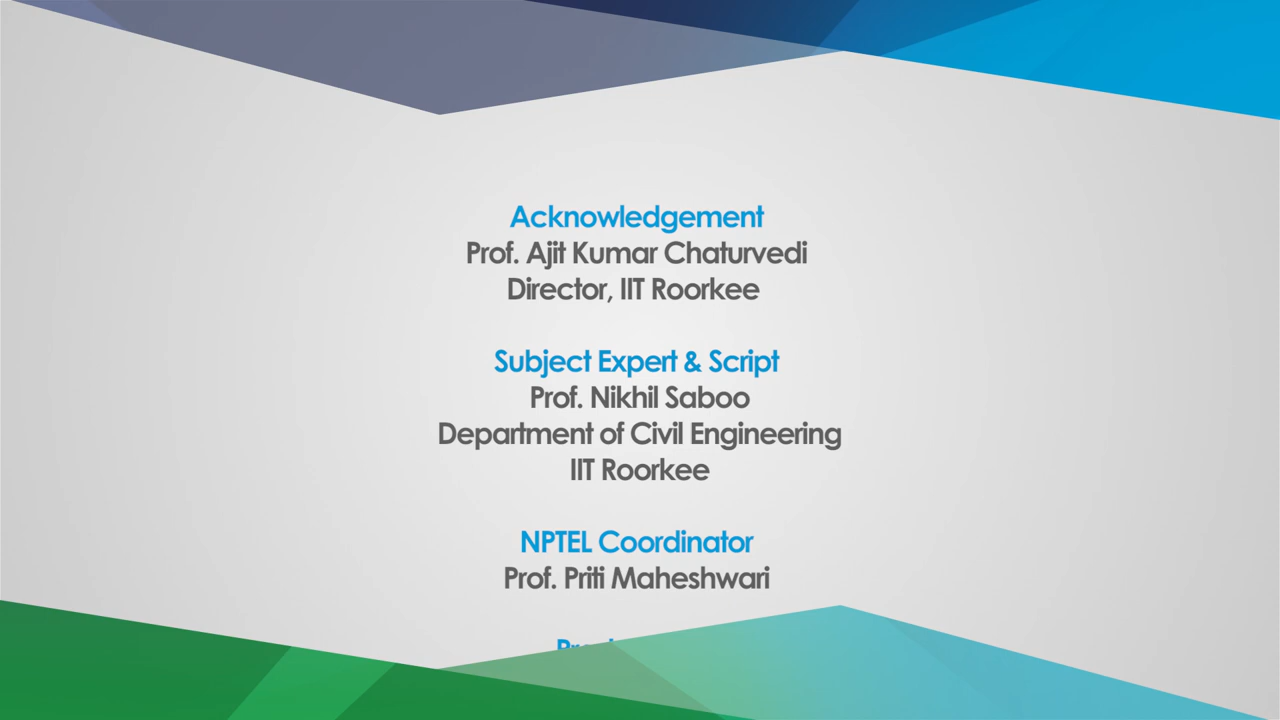 Acknowledgement
Prof. Ajit Kumar Chaturvedi
Director, IIT Roorkee
Subject Expert & Script
Prof. Nikhil Saboo
Department of Civil Engineering
IIT Roorkee
NPTEL Coordinator
Prof. Priti Maheshwari